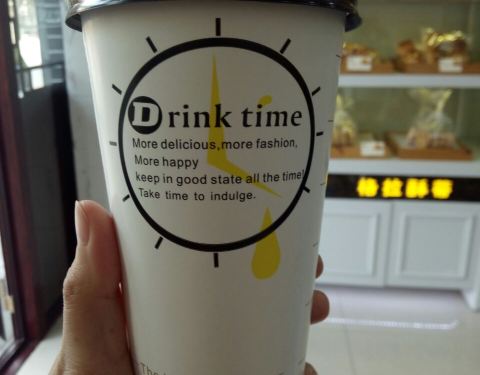 Drink time
More delicious,more fashion,
More happy
keep in good state all the time!
Take time to indulge.